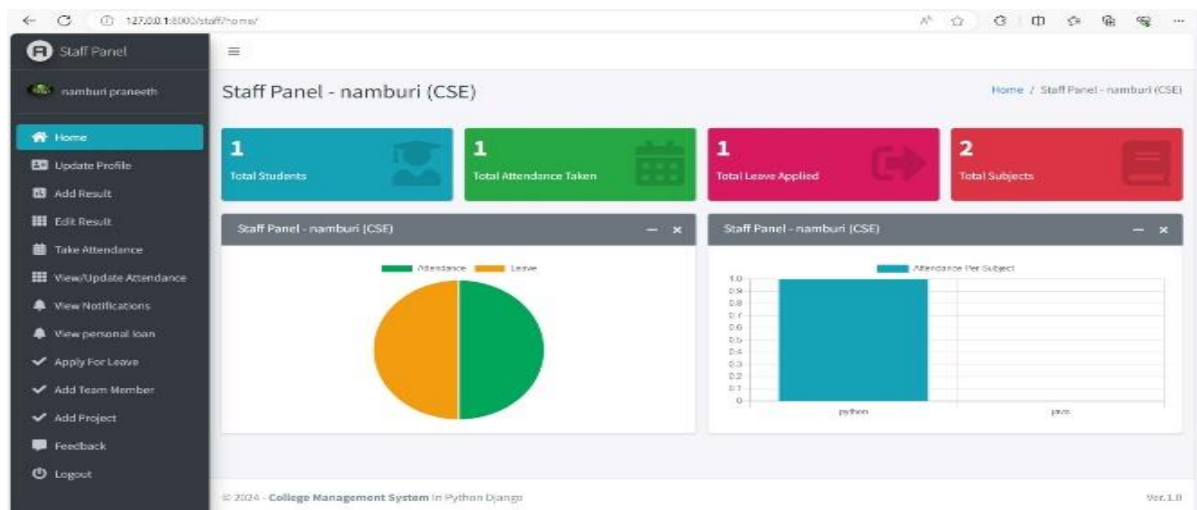 127.0.0.1:8000/staff/home/
Staff Panel
namburi praneeth
Staff Panel - namburi (CSE)
Home / Staff Panel - namburi (CSE)
Home
Update Profile
Add Result
Edit Result
Take Attendance
View/Update Attendance
View Notifications
View personal loan
Apply For Leave
Add Team Member
Add Project
Feedback
Logout
1
Total Students
1
Total Attendance Taken
1
Total Leave Applied
2
Total Subjects
Staff Panel - namburi (CSE)
Attendance Leave
Staff Panel - namburi (CSE)
Attendance Per Subject
1.0
0.9
0.8
0.7
0.6
0.5
0.4
0.3
0.2
0.1
0
python java
© 2024 - College Management System In Python Django
Ver.1.0